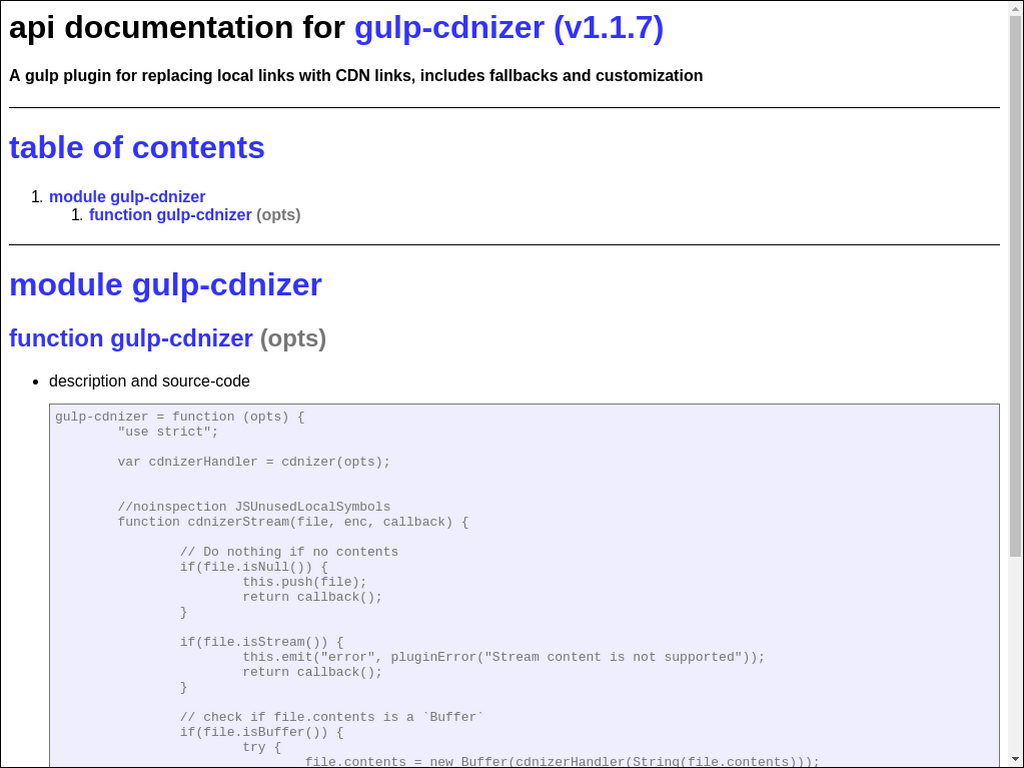 api documentation for gulp-cdnizer (v1.1.7)
A gulp plugin for replacing local links with CDN links, includes fallbacks and customization
table of contents
1. module gulp-cdnizer
1. function gulp-cdnizer (opts)
module gulp-cdnizer
function gulp-cdnizer (opts)
• description and source-code
gulp-cdnizer = function (opts) {
"use strict";
var cdnizerHandler = cdnizer(opts);
//noinspection JSUnusedLocalSymbols
function cdnizerStream(file, enc, callback) {
// Do nothing if no contents
if(file.isNull()) {
this.push(file);
return callback();
}
if(file.isStream()) {
this.emit("error", pluginError("Stream content is not supported"));
return callback();
}
// check if file.contents is a `Buffer`
if(file.isBuffer()) {
try {
file.contents = new Buffer(cdnizerHandler(String(file.contents)));